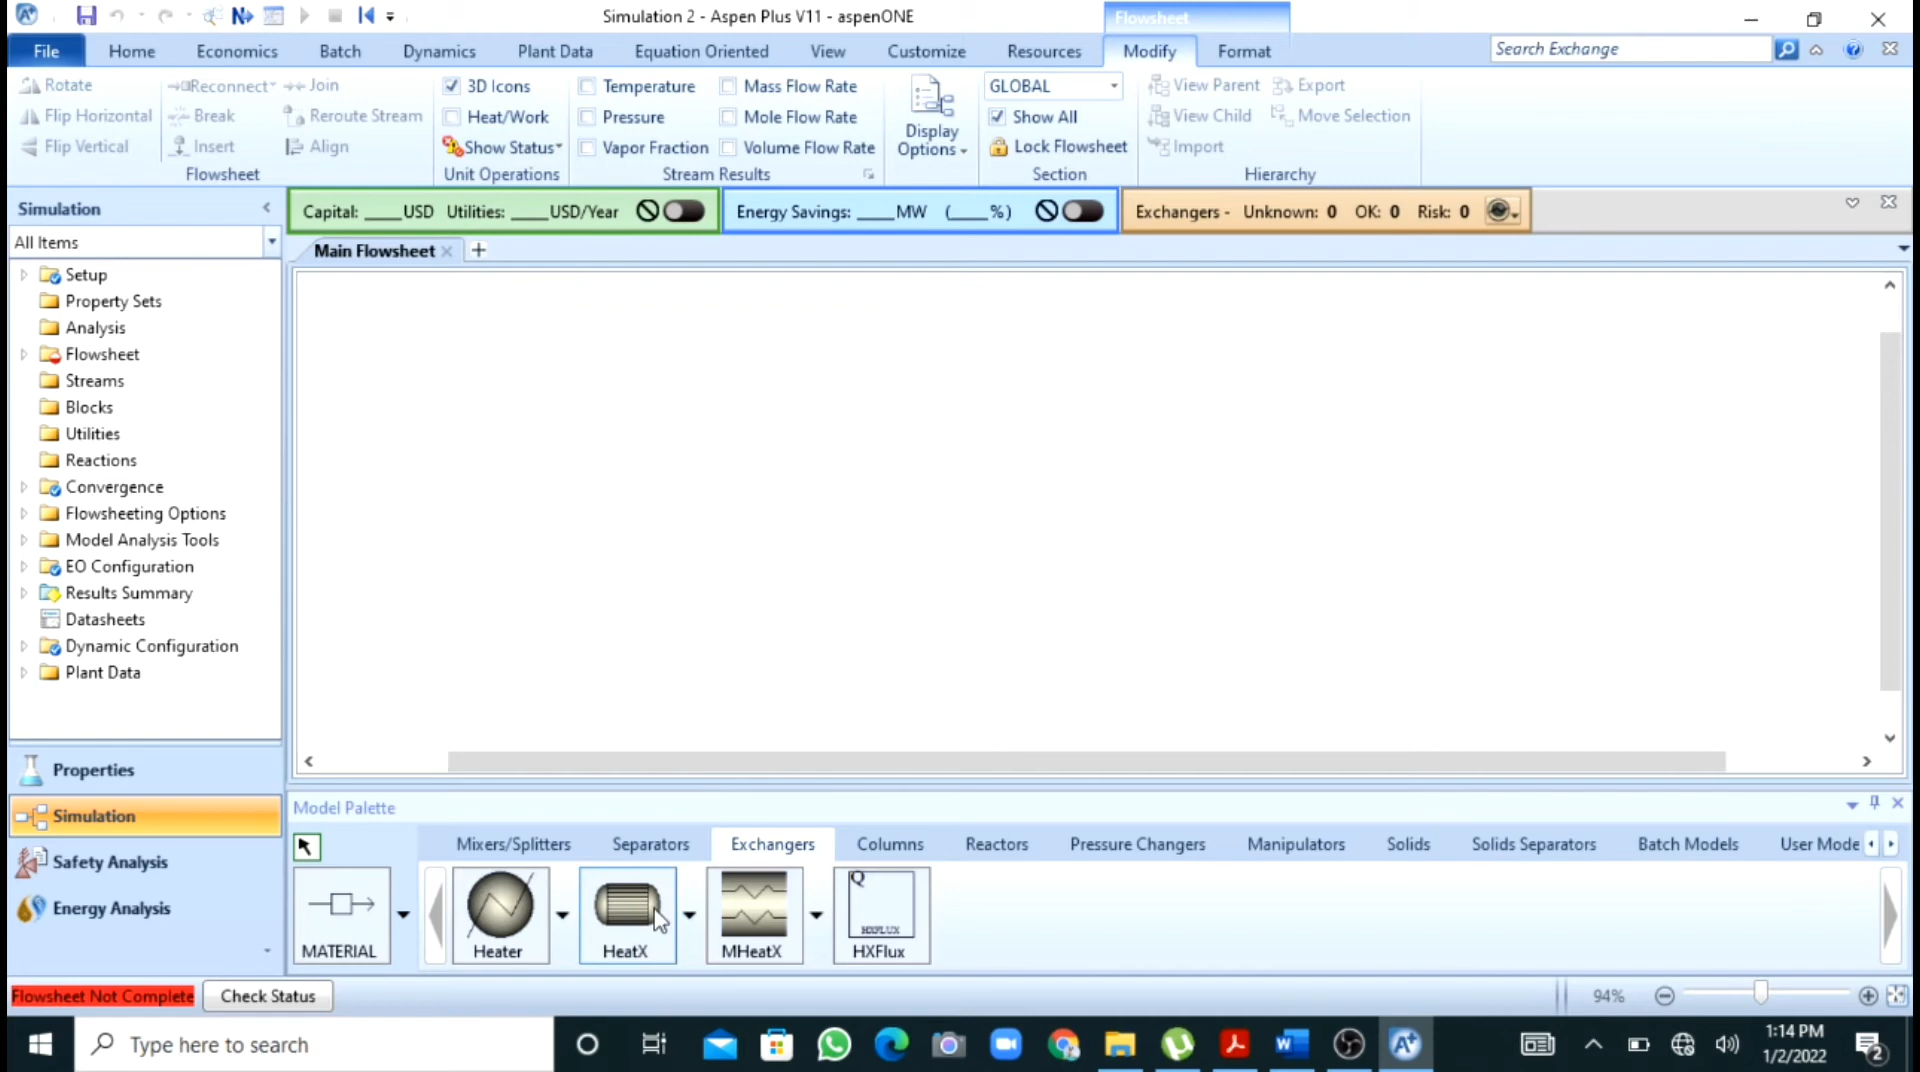 Simulation 2 - Aspen Plus V11 - aspenONE
Flowsheet
File Home Economics Batch Dynamics Plant Data Equation Oriented View Customize Resources Modify Format Search Exchange
Rotate Reconnect Join 3D Icons Temperature Mass Flow Rate GLOBAL View Parent Export
Flip Horizontal Break Reroute Stream Heat/Work Pressure Mole Flow Rate Display Show All View Child Move Selection
Flip Vertical Insert Align Show Status Vapor Fraction Volume Flow Rate Options Lock Flowsheet Import
Flowsheet Unit Operations Stream Results Section Hierarchy
Simulation
Capital: ____USD Utilities: ____USD/Year Energy Savings: ____MW (____%) Exchangers - Unknown: 0 OK: 0 Risk: 0
All Items
Main Flowsheet
Setup
Property Sets
Analysis
Flowsheet
Streams
Blocks
Utilities
Reactions
Convergence
Flowsheeting Options
Model Analysis Tools
EO Configuration
Results Summary
Datasheets
Dynamic Configuration
Plant Data
Properties
Simulation
Safety Analysis
Energy Analysis
Model Palette
Mixers/Splitters Separators Exchangers Columns Reactors Pressure Changers Manipulators Solids Solids Separators Batch Models User Mode
Q
HXFLUX
MATERIAL Heater HeatX MHeatX HXFlux
Flowsheet Not Complete Check Status 94%
Type here to search
1:14 PM
1/2/2022
2